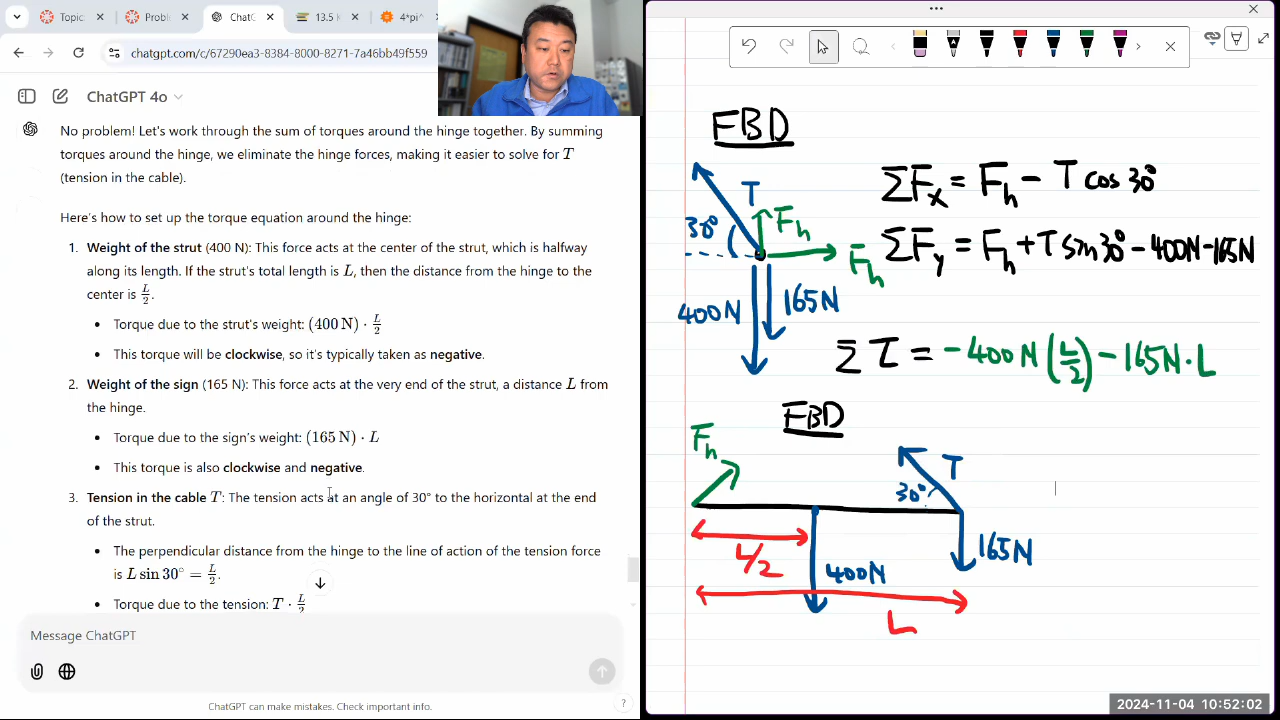 Topic:
Probl
ChatC
13.5 K
4*pi^
chatgpt.com/c/
ChatGPT 4o
No problem! Let's work through the sum of torques around the hinge together. By summing
torques around the hinge, we eliminate the hinge forces, making it easier to solve for T
(tension in the cable).
Here's how to set up the torque equation around the hinge:
1. Weight of the strut (400 N): This force acts at the center of the strut, which is halfway
along its length. If the strut's total length is L, then the distance from the hinge to the
center is L/2.
• Torque due to the strut's weight: (400 N) · L/2
• This torque will be clockwise, so it's typically taken as negative.
2. Weight of the sign (165 N): This force acts at the very end of the strut, a distance L from
the hinge.
• Torque due to the sign's weight: (165 N) · L
• This torque is also clockwise and negative.
3. Tension in the cable T: The tension acts at an angle of 30° to the horizontal at the end
of the strut.
• The perpendicular distance from the hinge to the line of action of the tension force
is L sin 30° = L/2.
• Torque due to the tension: T · L/2
Message ChatGPT
ChatGPT can make mistakes. Check important info.
?
FBD
T
30°
Fh
Fh
400N
165N
ΣFx = Fh - T cos 30°
ΣFy = Fh + T sin 30° - 400N - 165N
Στ = -400N (L/2) - 165N · L
FBD
Fh
T
30°
L/2
400N
165N
L
2024-11-04 10:52:02